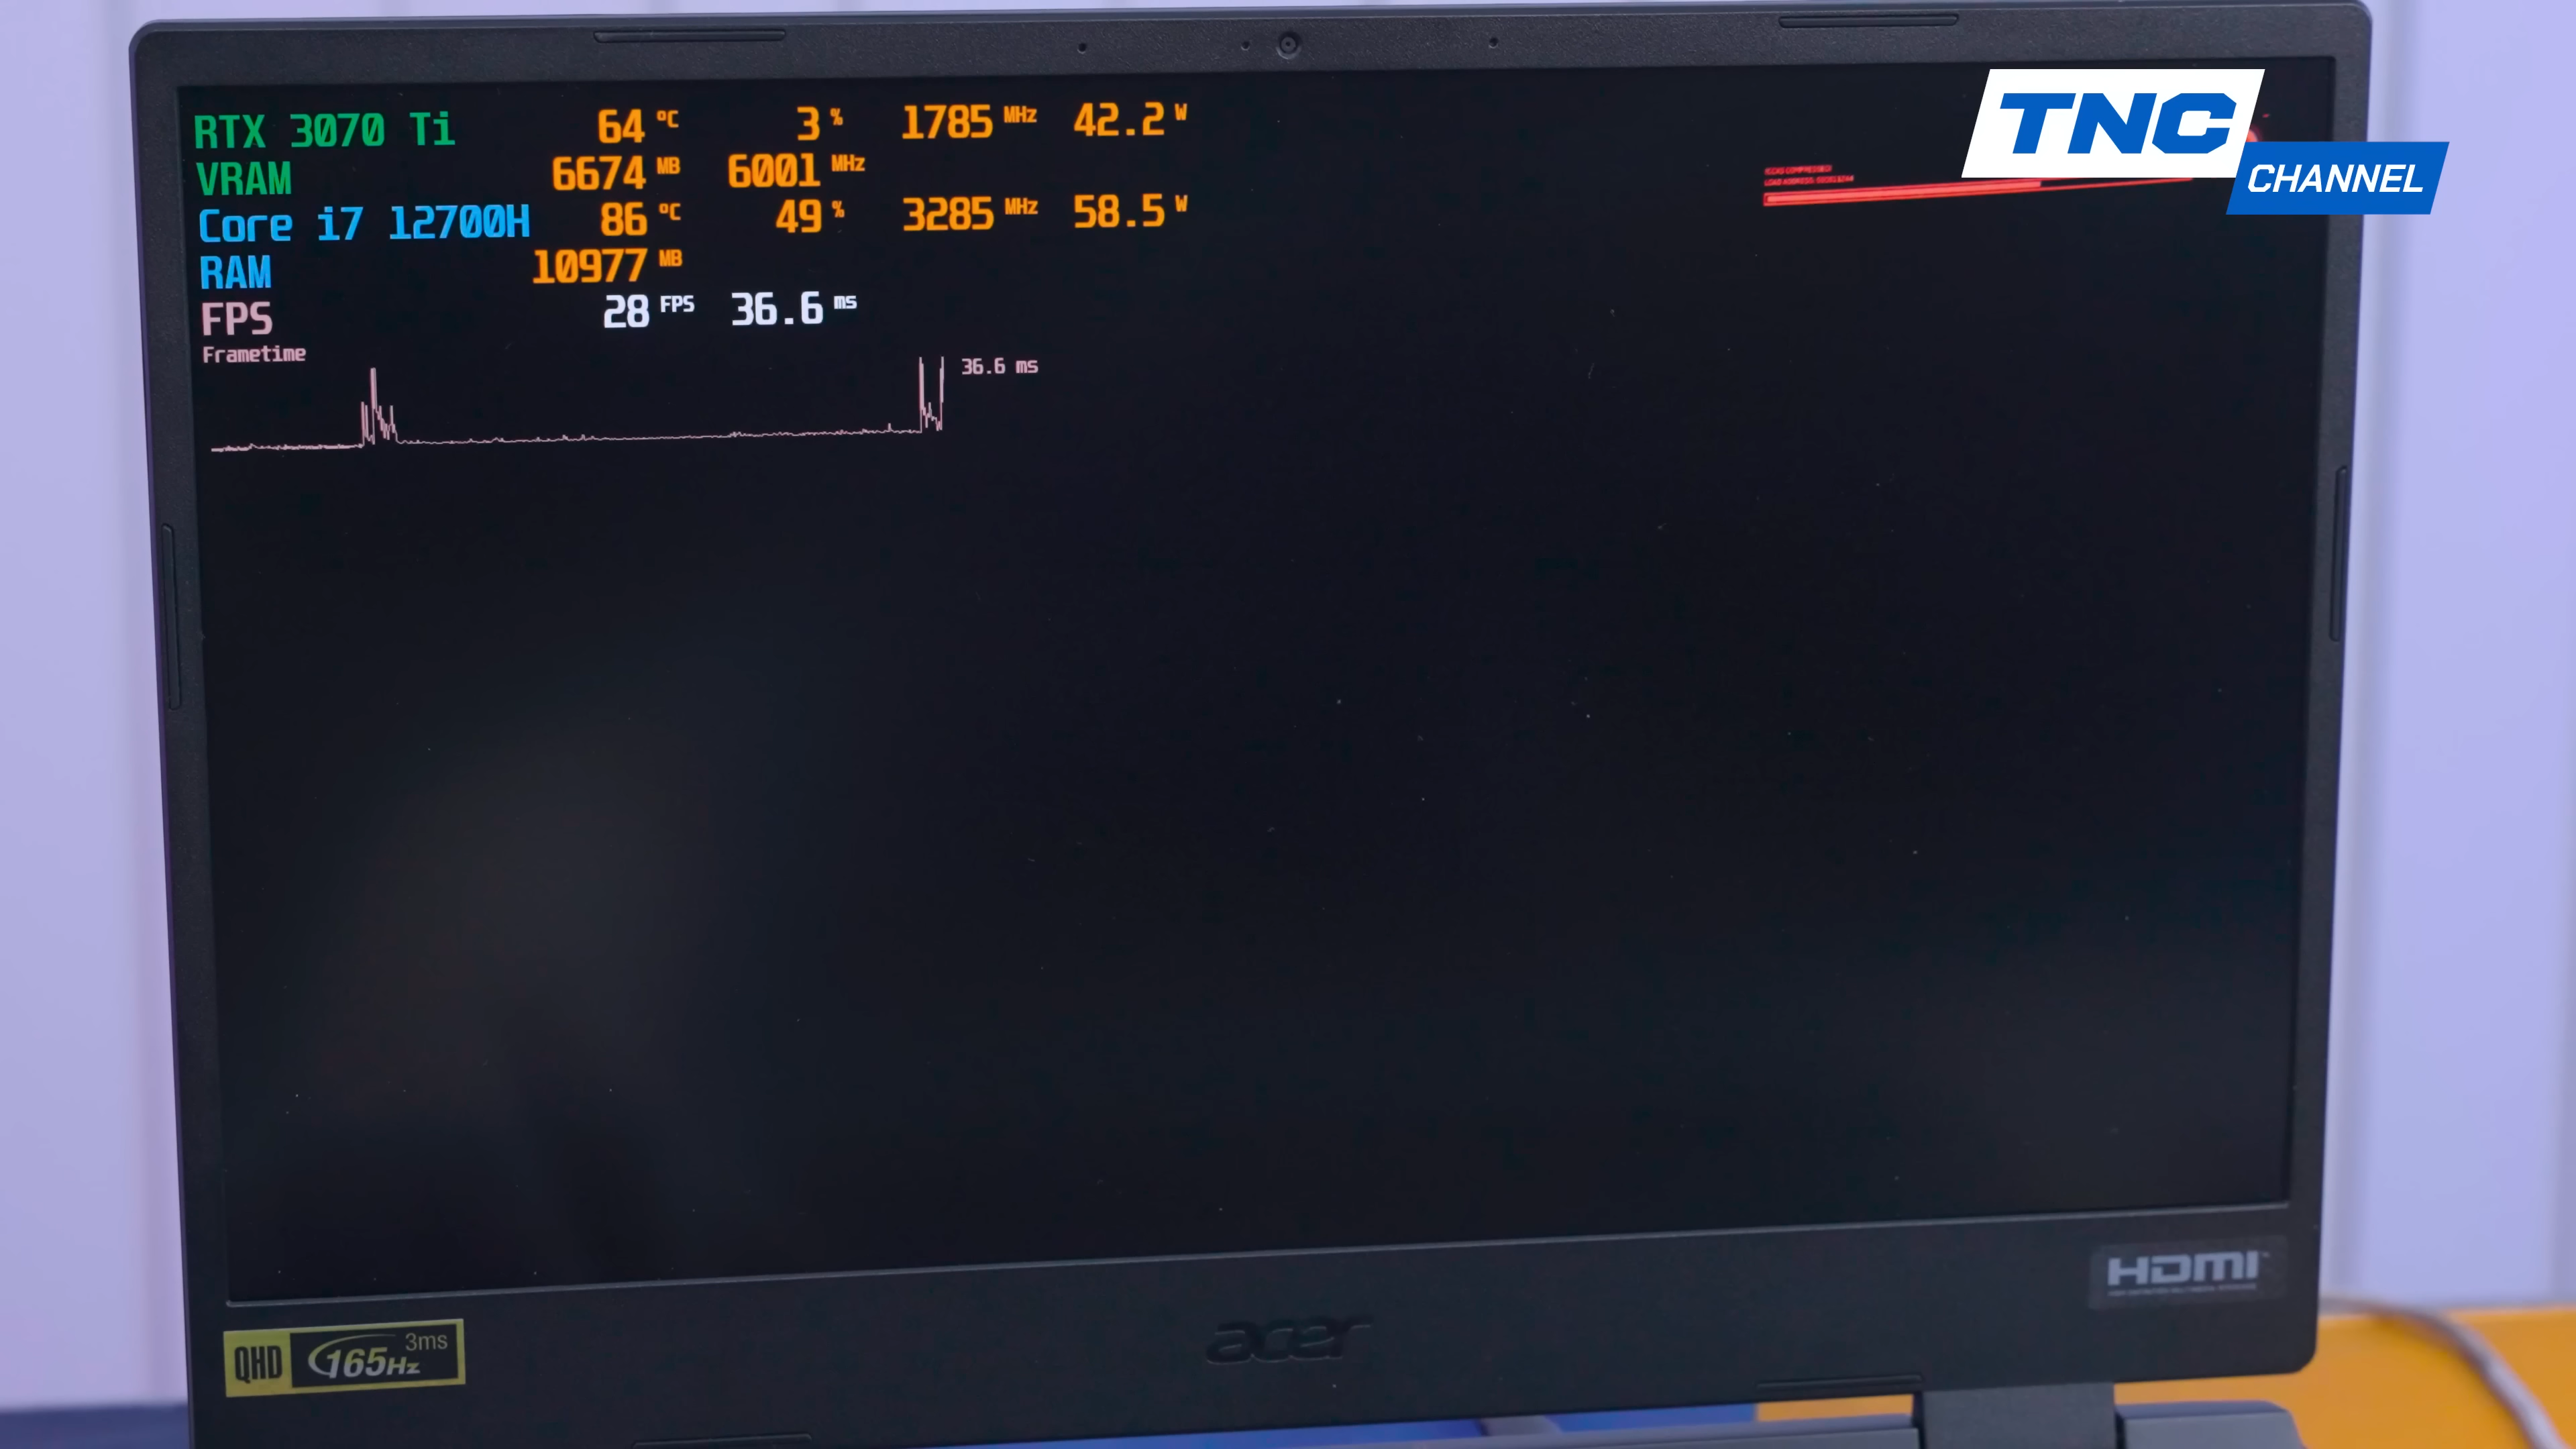 RTX 3070 Ti 64 °C 3 % 1785 MHz 42.2 W
VRAM 6674 MB 6001 MHz
Core i7 12700H 86 °C 49 % 3285 MHz 58.5 W
RAM 10977 MB
FPS 28 FPS 36.6 ms
Frametime 36.6 ms
TNC
CHANNEL
HDMI
acer
QHD 165Hz 3ms